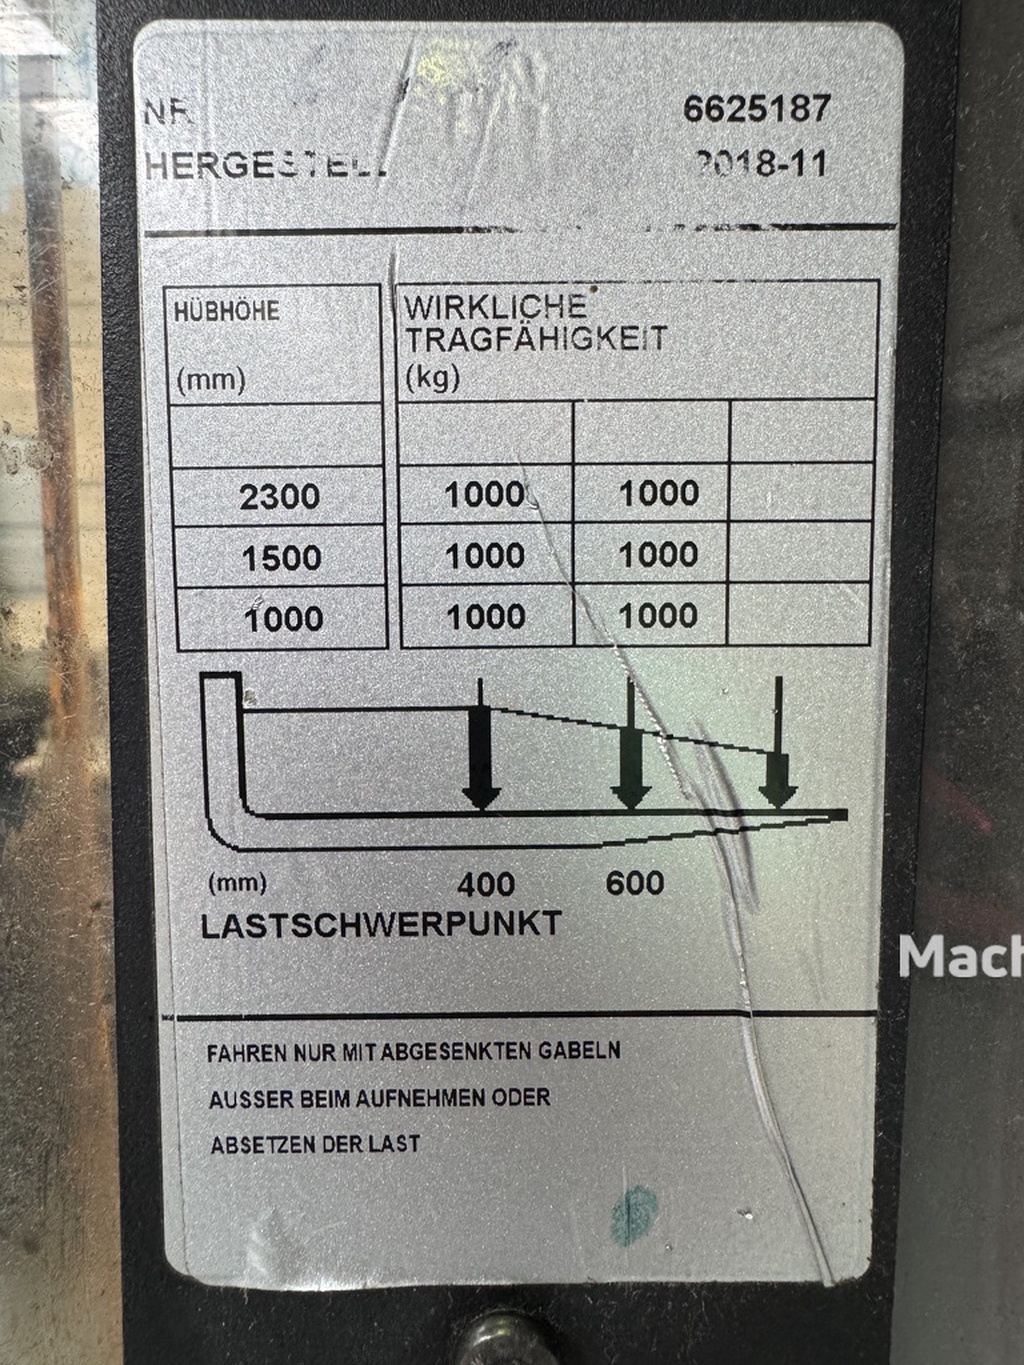 NR 6625187
HERGESTELL 2018-11
HÜBHÖHE
(mm)
WIRKLICHE
TRAGFÄHIGKEIT
(kg)
2300 1000 1000
1500 1000 1000
1000 1000 1000
(mm) 400 600
LASTSCHWERPUNKT
FAHREN NUR MIT ABGESENKTEN GABELN
AUSSER BEIM AUFNEHMEN ODER
ABSETZEN DER LAST
Mach